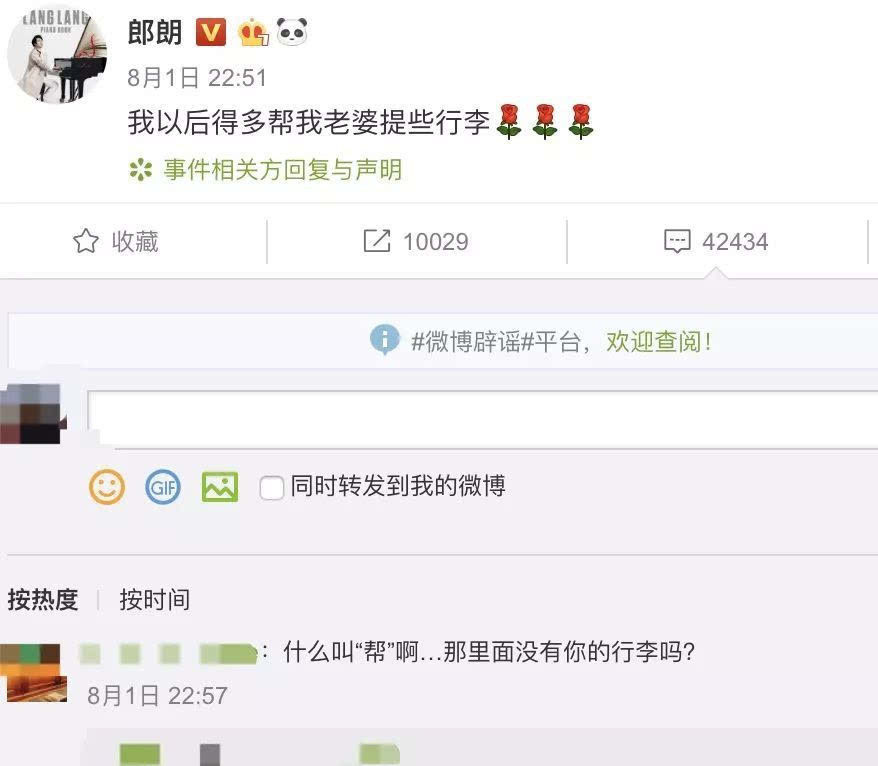 LANG LANG
PIANO BOOK
郎朗
8月1日 22:51
我以后得多帮我老婆提些行李🌹🌹🌹
事件相关方回复与声明
收藏
10029
42434
#微博辟谣#平台，欢迎查阅！
GIF
同时转发到我的微博
按热度
按时间
：什么叫“帮”啊…那里面没有你的行李吗?
8月1日 22:57